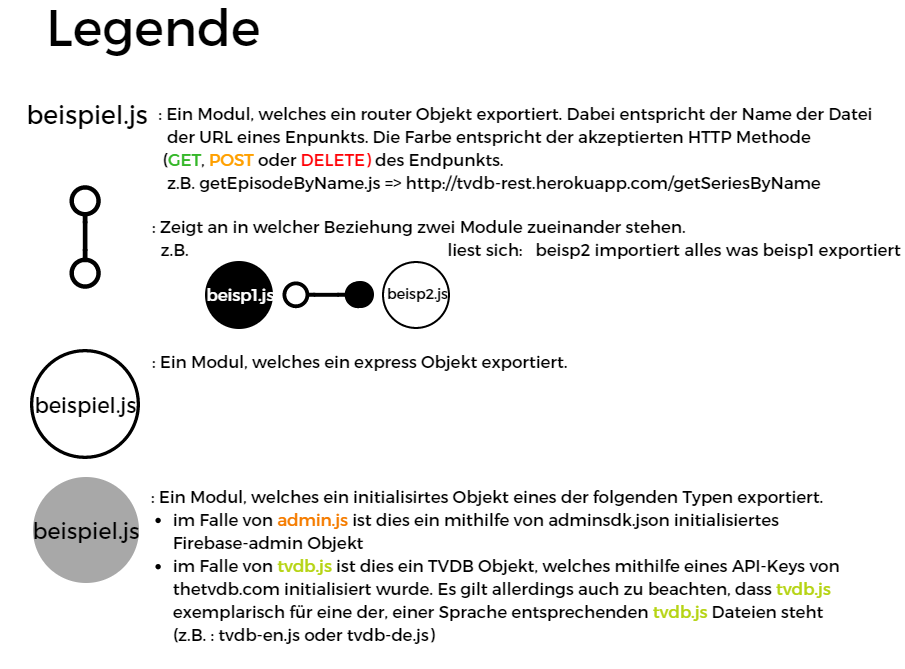 Legende
beispiel.js : Ein Modul, welches ein router Objekt exportiert. Dabei entspricht der Name der Datei
der URL eines Enpunkts. Die Farbe entspricht der akzeptierten HTTP Methode
(GET, POST oder DELETE) des Endpunkts.
z.B. getEpisodeByName.js => http://tvdb-rest.herokuapp.com/getSeriesByName
: Zeigt an in welcher Beziehung zwei Module zueinander stehen.
z.B. liest sich: beisp2 importiert alles was beisp1 exportiert
beisp1.js beisp2.js
: Ein Modul, welches ein express Objekt exportiert.
beispiel.js
: Ein Modul, welches ein initialisirtes Objekt eines der folgenden Typen exportiert.
beispiel.js
• im Falle von admin.js ist dies ein mithilfe von adminsdk.json initialisiertes
Firebase-admin Objekt
• im Falle von tvdb.js ist dies ein TVDB Objekt, welches mithilfe eines API-Keys von
thetvdb.com initialisiert wurde. Es gilt allerdings auch zu beachten, dass tvdb.js
exemplarisch für eine der, einer Sprache entsprechenden tvdb.js Dateien steht
(z.B. : tvdb-en.js oder tvdb-de.js)